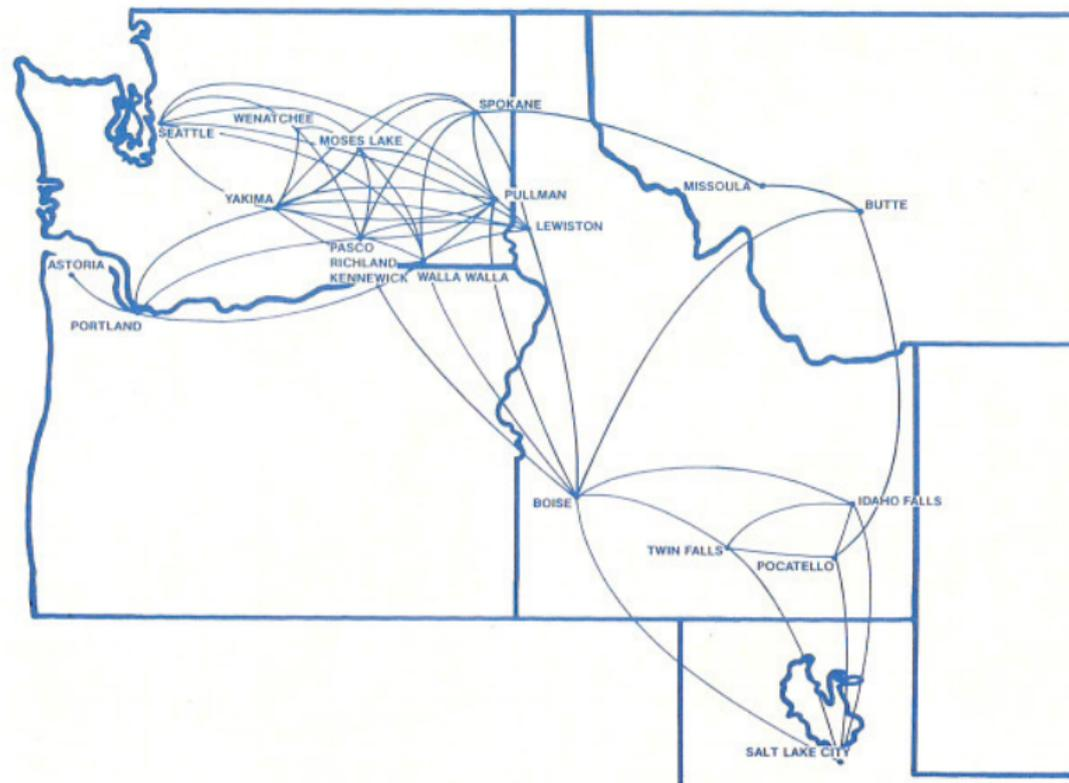 SPOKANE
WENATCHEE
SEATTLE
MOSES LAKE
MISSOULA
YAKIMA
PULLMAN
BUTTE
LEWISTON
PASCO
RICHLAND
KENNEWICK
WALLA WALLA
ASTORIA
PORTLAND
BOISE
IDAHO FALLS
TWIN FALLS
POCATELLO
SALT LAKE CITY